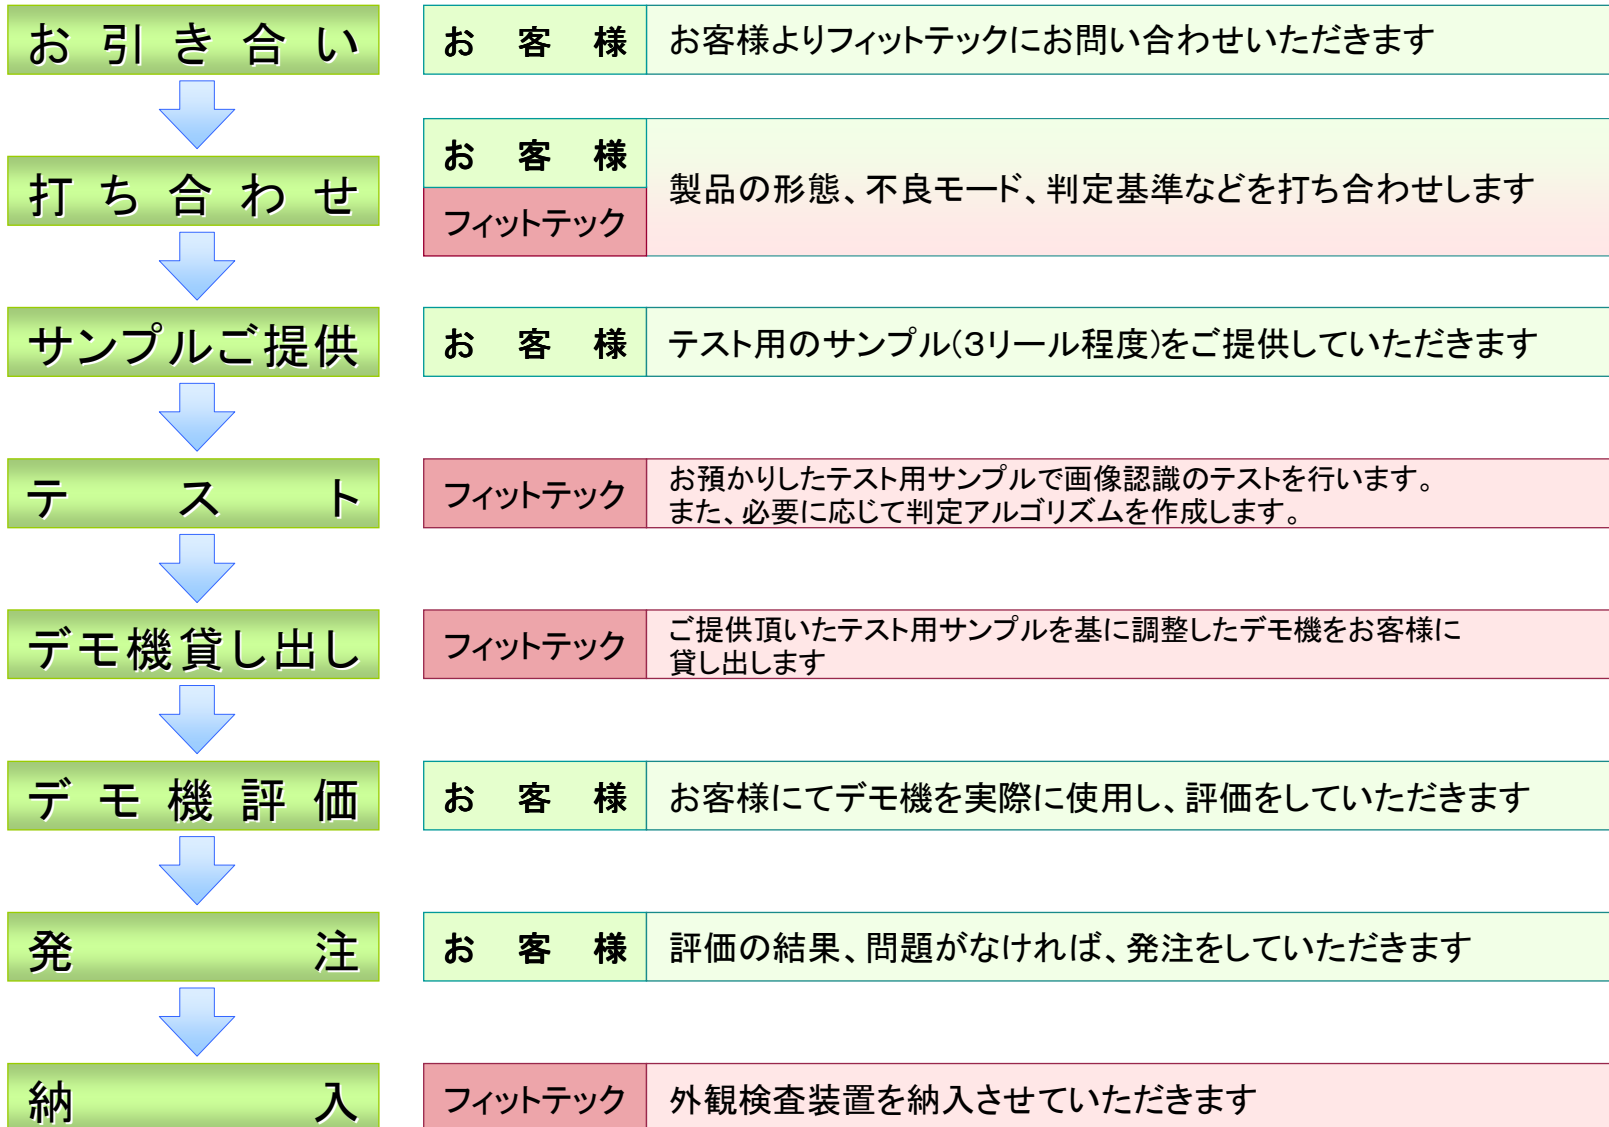 お引き合い
お客様
お客様よりフィットテックにお問い合わせいただきます
打ち合わせ
お客様
フィットテック
製品の形態、不良モード、判定基準などを打ち合わせします
サンプルご提供
お客様
テスト用のサンプル(3リール程度)をご提供していただきます
テスト
フィットテック
お預かりしたテスト用サンプルで画像認識のテストを行います。
また、必要に応じて判定アルゴリズムを作成します。
デモ機貸し出し
フィットテック
ご提供頂いたテスト用サンプルを基に調整したデモ機をお客様に
貸し出します
デモ機評価
お客様
お客様にてデモ機を実際に使用し、評価をしていただきます
発注
お客様
評価の結果、問題がなければ、発注をしていただきます
納入
フィットテック
外観検査装置を納入させていただきます